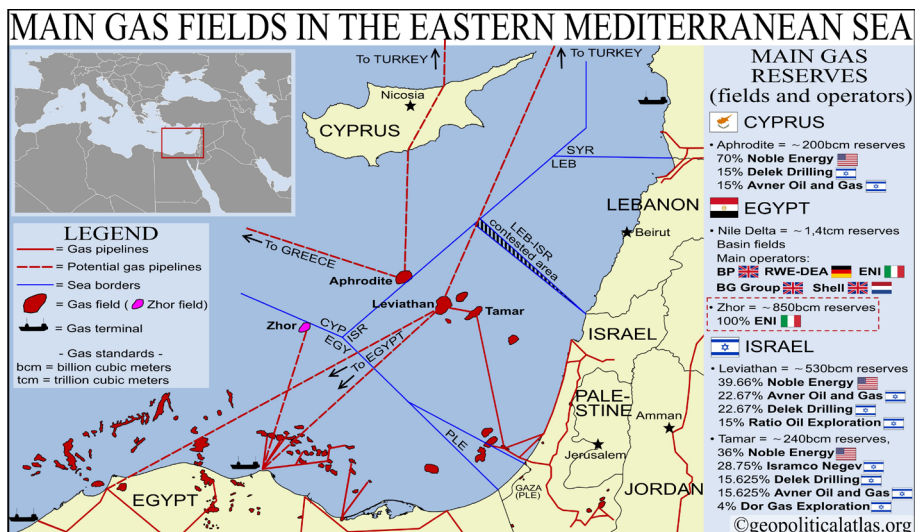 MAIN GAS FIELDS IN THE EASTERN MEDITERRANEAN SEA
To TURKEY
To TURKEY
Nicosia
CYPRUS
SYR
LEB
LEBANON
Beirut
LEB-ISR
contested area
To GREECE
Aphrodite
Leviathan
Tamar
Zhor
CYP
ISR
EGY
To EGYPT
ISRAEL
PALE-
STINE
Amman
Jerusalem
PLE
GAZA
(PLE)
EGYPT
JORDAN
LEGEND
= Gas pipelines
= Potential gas pipelines
= Sea borders
= Gas field ( Zhor field)
= Gas terminal
- Gas standards -
bcm = billion cubic meters
tcm = trillion cubic meters
MAIN GAS
RESERVES
(fields and operators)
CYPRUS
• Aphrodite = ~200bcm reserves
70% Noble Energy
15% Delek Drilling
15% Avner Oil and Gas
EGYPT
• Nile Delta = ~1,4tcm reserves
Basin fields
Main operators:
BP RWE-DEA ENI
BG Group Shell
• Zhor = ~850bcm reserves
100% ENI
ISRAEL
• Leviathan = ~530bcm reserves
39.66% Noble Energy
22.67% Avner Oil and Gas
22.67% Delek Drilling
15% Ratio Oil Exploration
• Tamar = ~240bcm reserves,
36% Noble Energy
28.75% Isramco Negev
15.625% Delek Drilling
15.625% Avner Oil and Gas
4% Dor Gas Exploration
©geopoliticalatlas.org